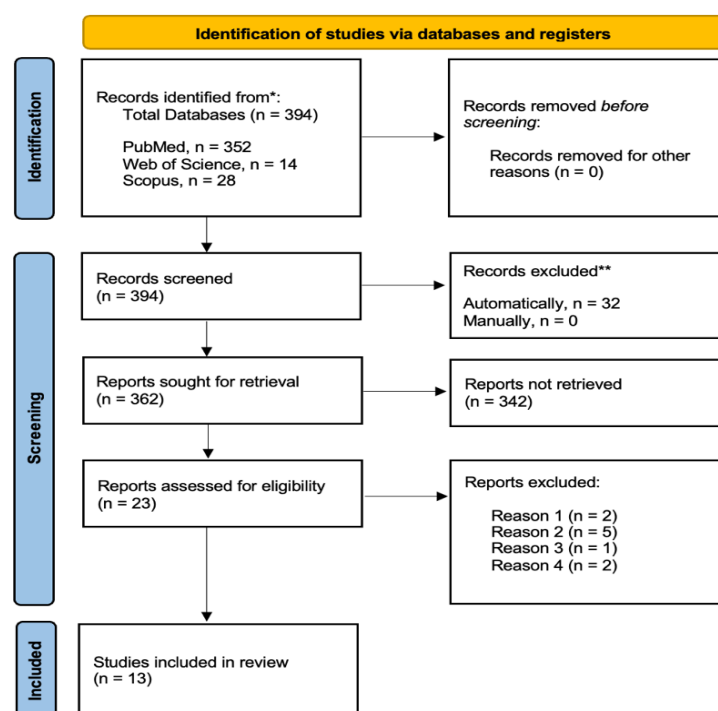 Identification of studies via databases and registers
Identification
Records identified from*:
Total Databases (n = 394)
PubMed, n = 352
Web of Science, n = 14
Scopus, n = 28
Records removed before
screening:
Records removed for other
reasons (n = 0)
Screening
Records screened
(n = 394)
Records excluded**
Automatically, n = 32
Manually, n = 0
Reports sought for retrieval
(n = 362)
Reports not retrieved
(n = 342)
Reports assessed for eligibility
(n = 23)
Reports excluded:
Reason 1 (n = 2)
Reason 2 (n = 5)
Reason 3 (n = 1)
Reason 4 (n = 2)
Included
Studies included in review
(n = 13)